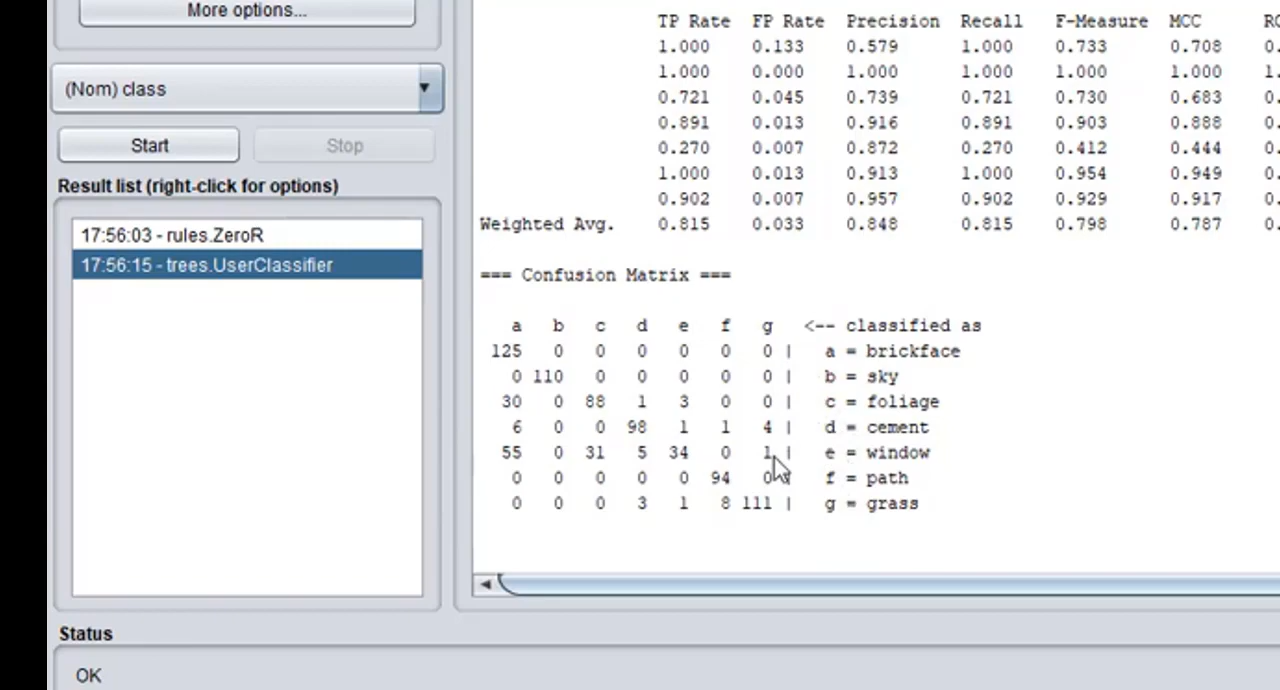 More options...
(Nom) class
Start Stop
Result list (right-click for options)
17:56:03 - rules.ZeroR
17:56:15 - trees.UserClassifier
TP Rate FP Rate Precision Recall F-Measure MCC
1.000 0.133 0.579 1.000 0.733 0.708 0.
1.000 0.000 1.000 1.000 1.000 1.000 1.
0.721 0.045 0.739 0.721 0.730 0.683 0.
0.891 0.013 0.916 0.891 0.903 0.888 0.
0.270 0.007 0.872 0.270 0.412 0.444 0.
1.000 0.013 0.913 1.000 0.954 0.949 0.
0.902 0.007 0.957 0.902 0.929 0.917 0.
Weighted Avg. 0.815 0.033 0.848 0.815 0.798 0.787 0.
=== Confusion Matrix ===
a b c d e f g <-- classified as
125 0 0 0 0 0 0 | a = brickface
0 110 0 0 0 0 0 | b = sky
30 0 88 1 3 0 0 | c = foliage
6 0 0 98 1 1 4 | d = cement
55 0 31 5 34 0 1 | e = window
0 0 0 0 0 94 0 | f = path
0 0 0 3 1 8 111 | g = grass
Status
OK